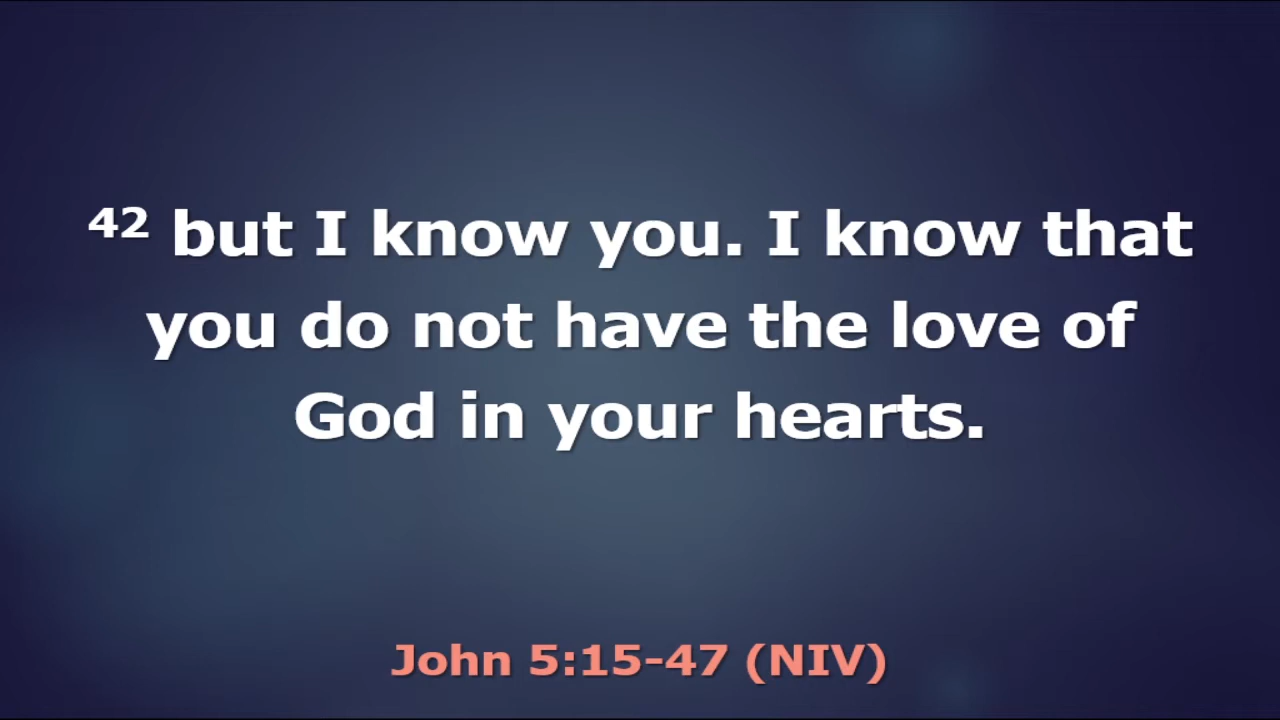 42 but I know you. I know that
you do not have the love of
God in your hearts.
John 5:15-47 (NIV)